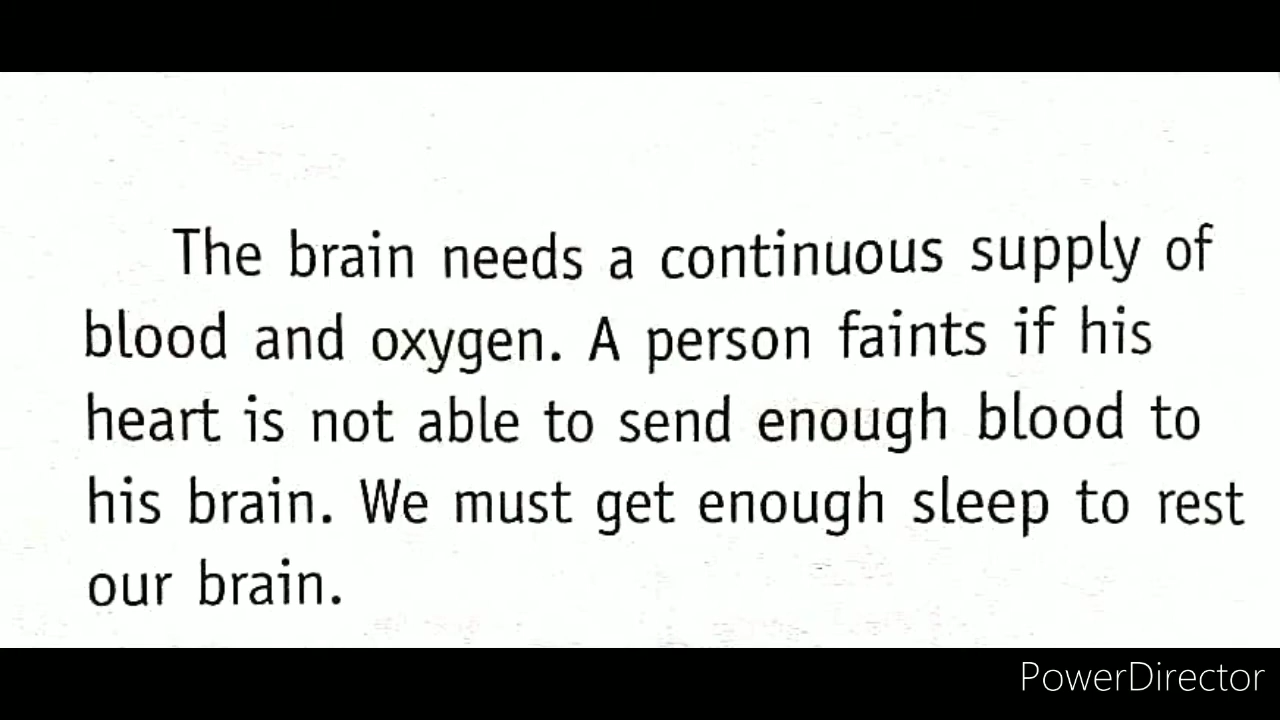 The brain needs a continuous supply of
blood and oxygen. A person faints if his
heart is not able to send enough blood to
his brain. We must get enough sleep to rest
our brain.
PowerDirector